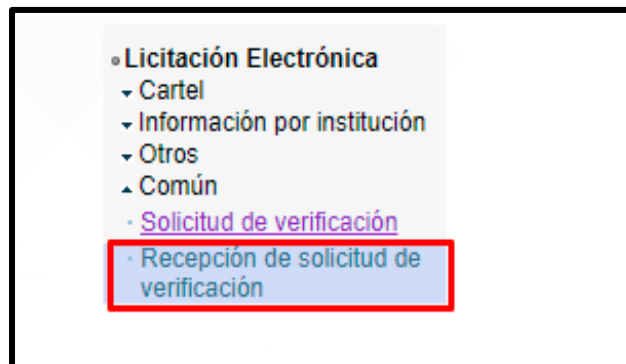 Licitación Electrónica
Cartel
Información por institución
Otros
Común
Solicitud de verificación
Recepción de solicitud de
verificación